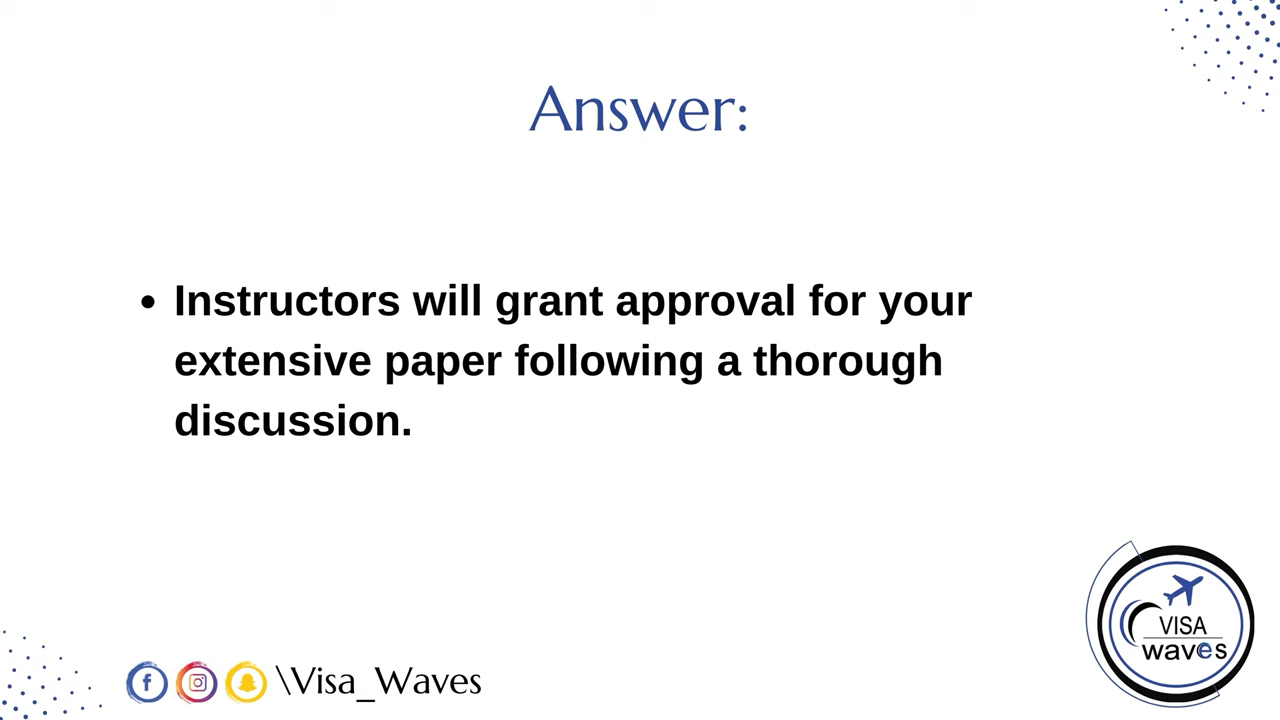 Answer:
• Instructors will grant approval for your
extensive paper following a thorough
discussion.
VISA
waves
\Visa_Waves